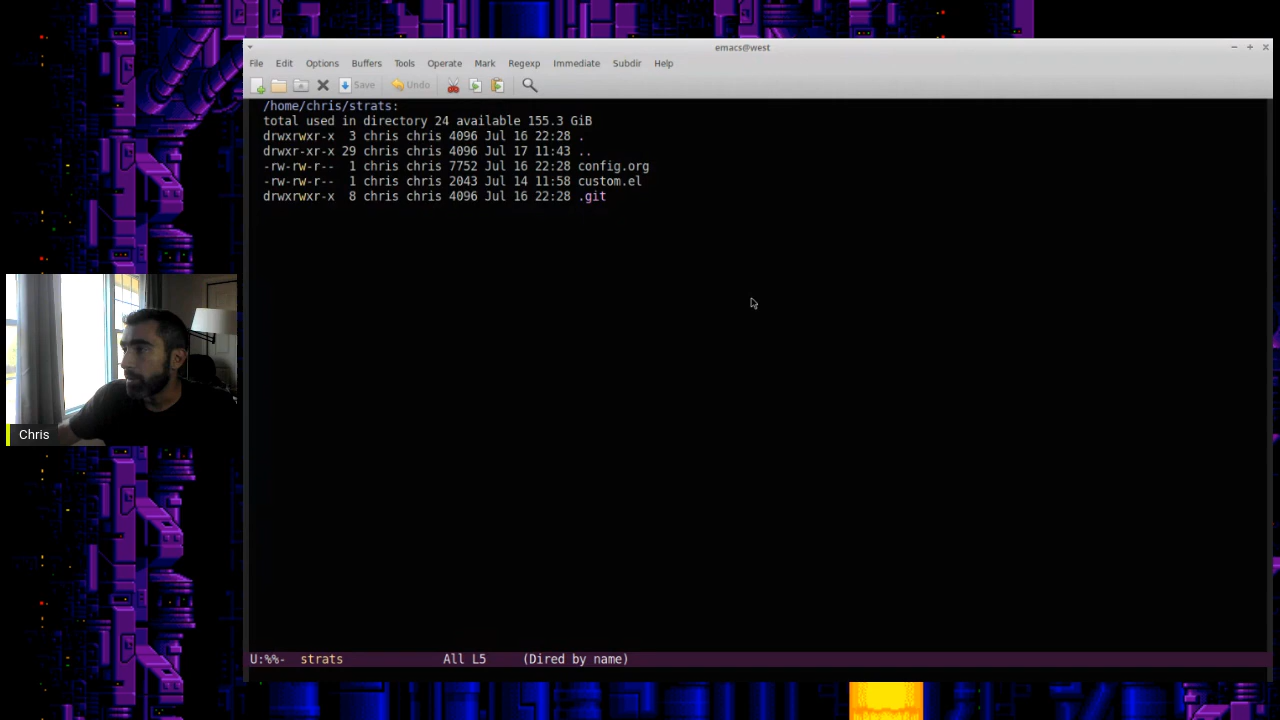 emacs@west
File Edit Options Buffers Tools Operate Mark Regexp Immediate Subdir Help
Save Undo
/home/chris/strats:
total used in directory 24 available 155.3 GiB
drwxrwxr-x  3 chris chris 4096 Jul 16 22:28 .
drwxr-xr-x 29 chris chris 4096 Jul 17 11:43 ..
-rw-rw-r--  1 chris chris 7752 Jul 16 22:28 config.org
-rw-rw-r--  1 chris chris 2043 Jul 14 11:58 custom.el
drwxrwxr-x  8 chris chris 4096 Jul 16 22:28 .git
Chris
U:%%-  strats  All L5  (Dired by name)